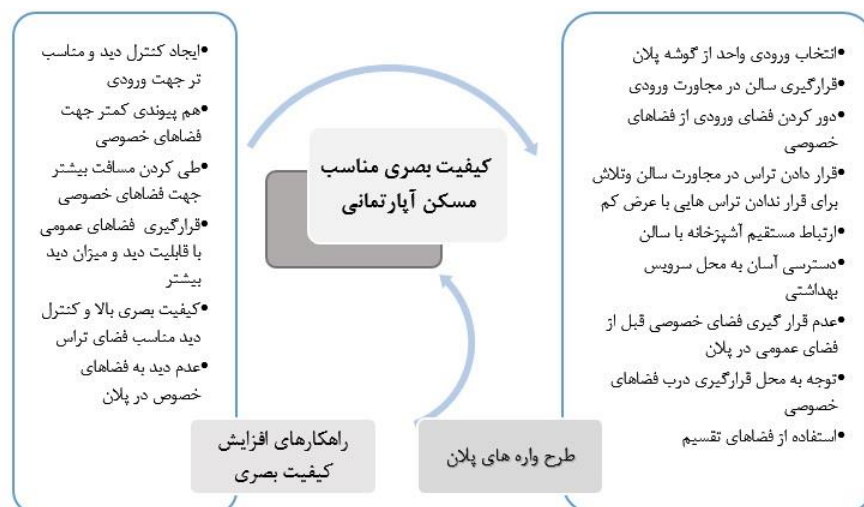 •انتخاب ورودی واحد از گوشه پلان
•قرارگیری سالن در مجاورت ورودی
•دور کردن فضای ورودی از فضاهای
خصوصی
•قرار دادن تراس در مجاورت سالن وتلاش
برای قرار ندادن تراس هایی با عرض کم
•ارتباط مستقیم آشپزخانه با سالن
•دسترسی آسان به محل سرویس
بهداشتی
•عدم قرار گیری فضای خصوصی قبل از
فضای عمومی در پلان
•توجه به محل قرارگیری درب فضاهای
خصوصی
•استفاده از فضاهای تقسیم
طرح واره های پلان
کیفیت بصری مناسب
مسکن آپارتمانی
•ایجاد کنترل دید و مناسب
تر جهت ورودی
•هم پیوندی کمتر جهت
فضاهای خصوصی
•طی کردن مسافت بیشتر
جهت فضاهای خصوصی
•قرارگیری فضاهای عمومی
با قابلیت دید و میزان دید
بیشتر
•کیفیت بصری بالا و کنترل
دید مناسب فضای تراس
•عدم دید به فضاهای
خصوص در پلان
راهکارهای افزایش
کیفیت بصری